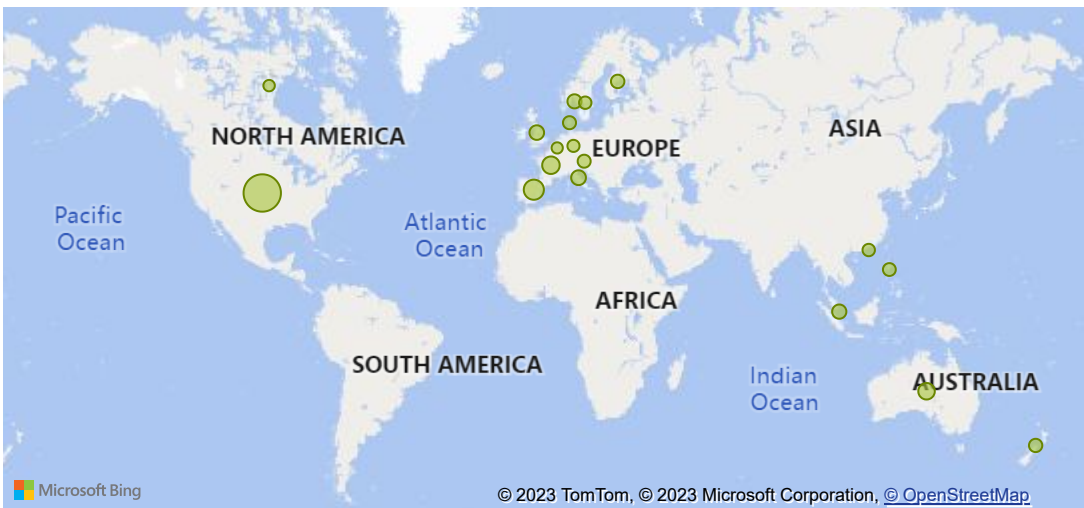 NORTH AMERICA
EUROPE
ASIA
Pacific
Ocean
Atlantic
Ocean
AFRICA
SOUTH AMERICA
Indian
Ocean
AUSTRALIA
Microsoft Bing
© 2023 TomTom, © 2023 Microsoft Corporation, © OpenStreetMap